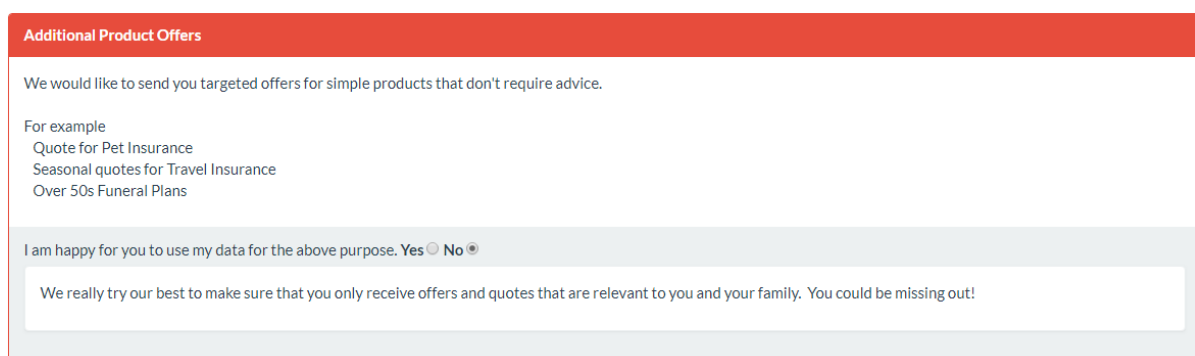 Additional Product Offers
We would like to send you targeted offers for simple products that don't require advice.
For example
Quote for Pet Insurance
Seasonal quotes for Travel Insurance
Over 50s Funeral Plans
I am happy for you to use my data for the above purpose. Yes No
We really try our best to make sure that you only receive offers and quotes that are relevant to you and your family. You could be missing out!